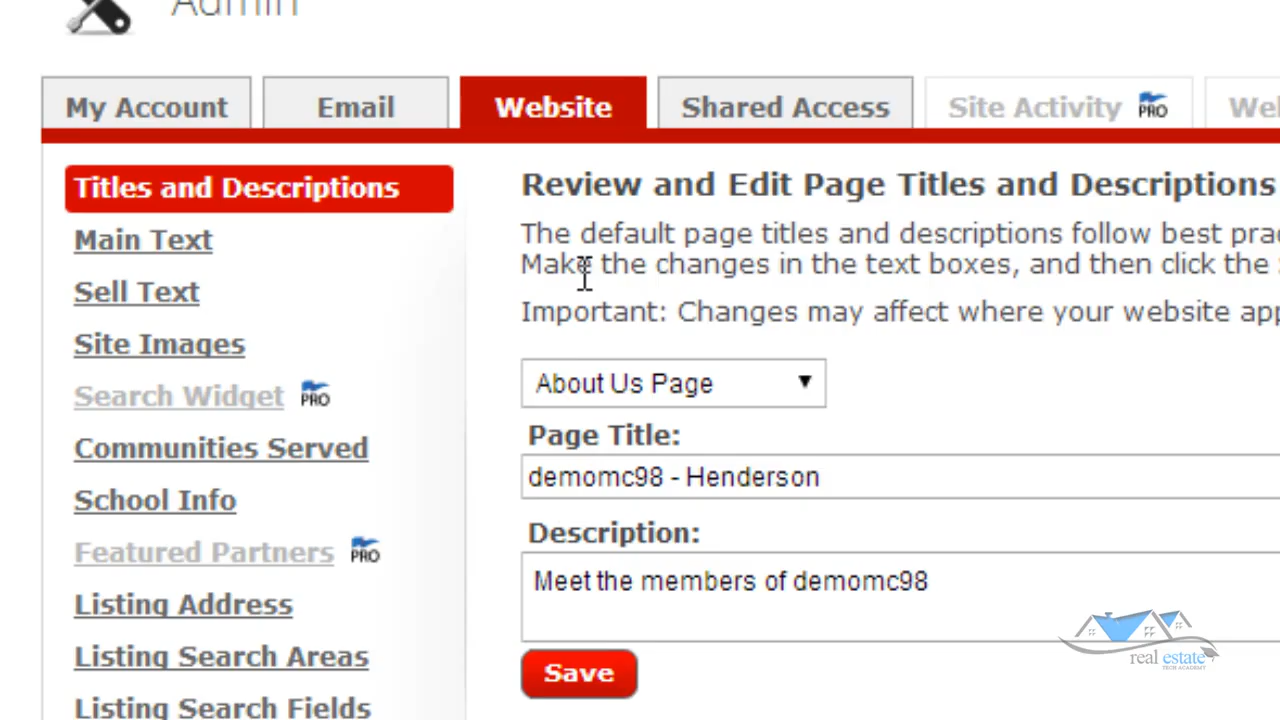 Admin
My Account
Email
Website
Shared Access
Site Activity PRO
Titles and Descriptions
Main Text
Sell Text
Site Images
Search Widget PRO
Communities Served
School Info
Featured Partners PRO
Listing Address
Listing Search Areas
Listing Search Fields
Review and Edit Page Titles and Descriptions
The default page titles and descriptions follow best
Make the changes in the text boxes, and then click the
Important: Changes may affect where your website
About Us Page
Page Title:
demomc98 - Henderson
Description:
Meet the members of demomc98
Save
real estate
TECH ACADEMY